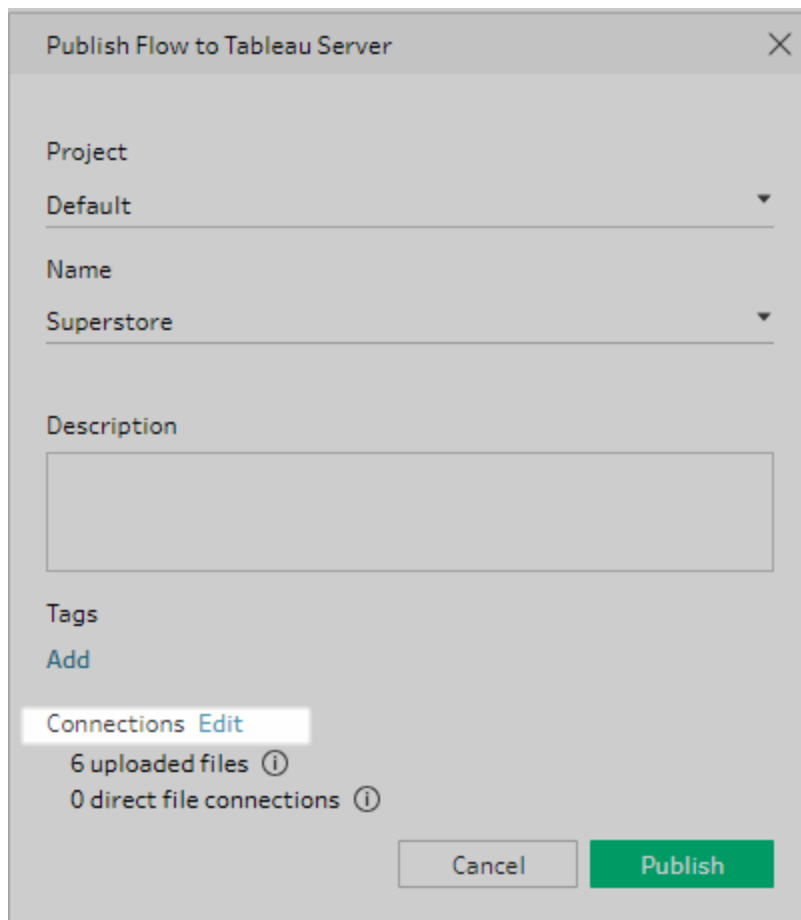 Publish Flow to Tableau Server
Project
Default
Name
Superstore
Description
Tags
Add
Connections Edit
6 uploaded files
0 direct file connections
Cancel Publish